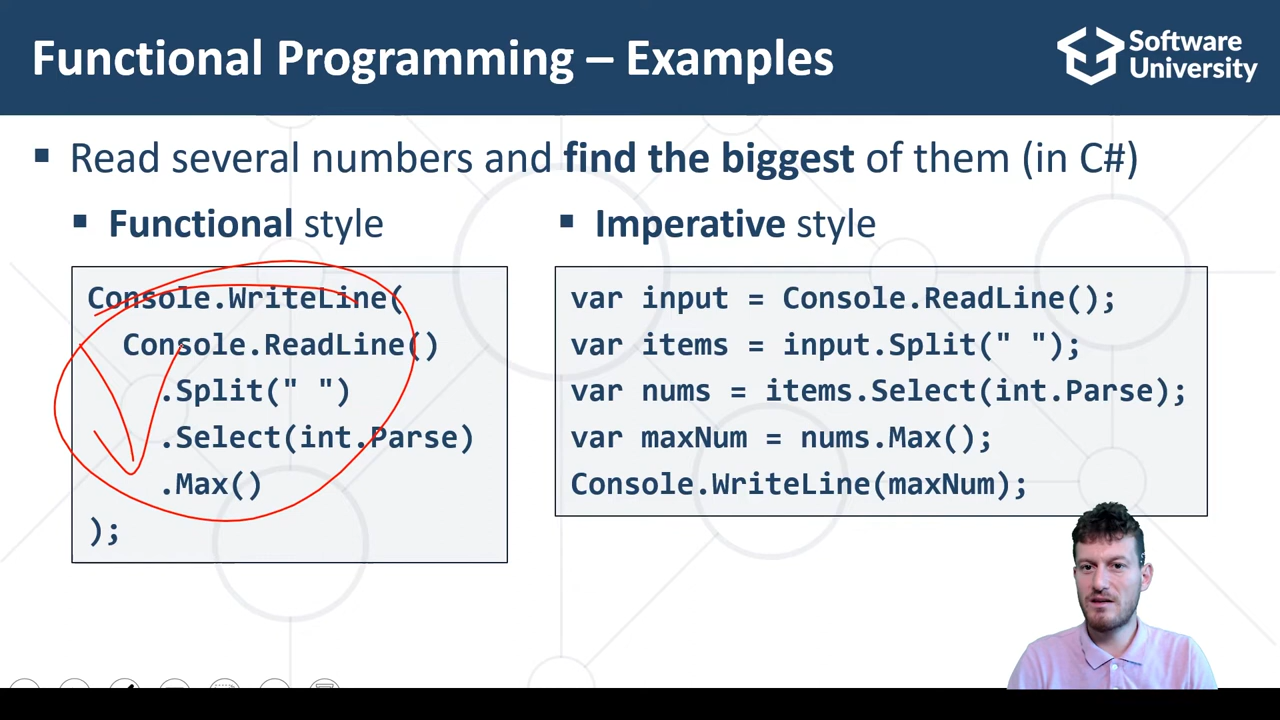 Functional Programming – Examples
Software
University
▪ Read several numbers and find the biggest of them (in C#)
▪ Functional style
Console.WriteLine(
  Console.ReadLine()
    .Split(" ")
    .Select(int.Parse)
    .Max()
);
▪ Imperative style
var input = Console.ReadLine();
var items = input.Split(" ");
var nums = items.Select(int.Parse);
var maxNum = nums.Max();
Console.WriteLine(maxNum);